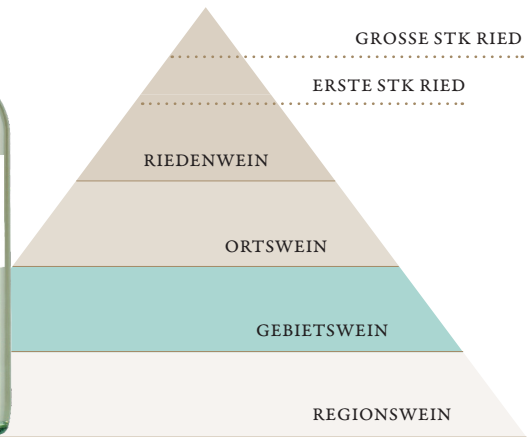 GROSSE STK RIED
ERSTE STK RIED
RIEDENWEIN
ORTSWEIN
GEBIETSWEIN
REGIONSWEIN